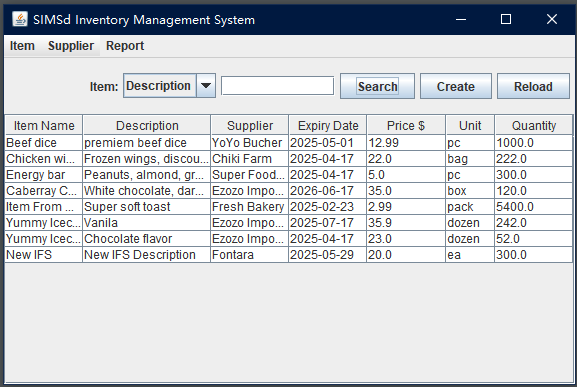 SIMSd Inventory Management System
Item Supplier Report
Item: Description Search Create Reload
Item Name Description Supplier Expiry Date Price $ Unit Quantity
Beef dice premiem beef dice YoYo Bucher 2025-05-01 12.99 pc 1000.0
Chicken wi... Frozen wings, discou... Chiki Farm 2025-04-17 22.0 bag 222.0
Energy bar Peanuts, almond, gr... Super Food... 2025-04-17 5.0 pc 300.0
Caberray C... White chocolate, dar... Ezozo Impo... 2026-06-17 35.0 box 120.0
Item From ... Super soft toast Fresh Bakery 2025-02-23 2.99 pack 5400.0
Yummy Icec... Vanila Ezozo Impo... 2025-07-17 35.9 dozen 242.0
Yummy Icec... Chocolate flavor Ezozo Impo... 2025-04-17 23.0 dozen 52.0
New IFS New IFS Description Fontara 2025-05-29 20.0 ea 300.0